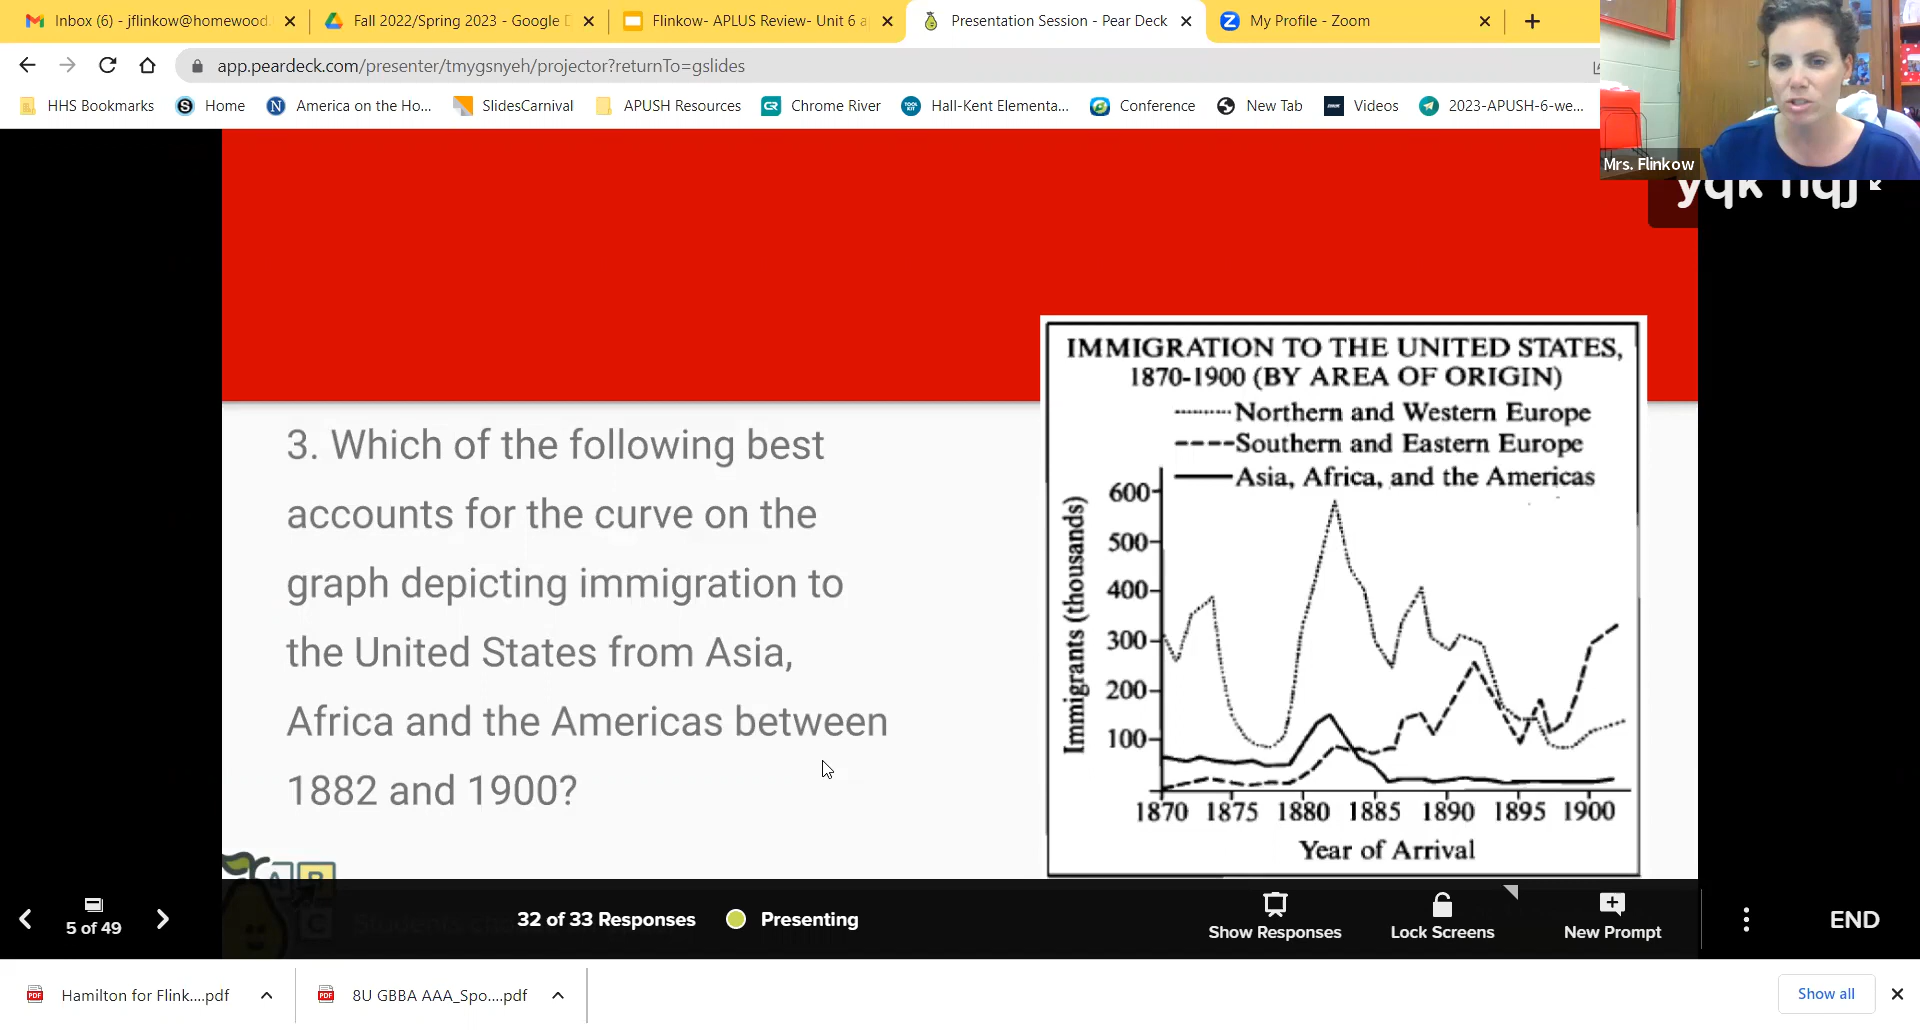 Inbox (6) - jflinkow@homewood.
Fall 2022/Spring 2023 - Google D
Flinkow- APLUS Review- Unit 6 a
Presentation Session - Pear Deck
My Profile - Zoom
app.peardeck.com/presenter/tmygsnyeh/projector?returnTo=gslides
HHS Bookmarks
Home
America on the Ho...
SlidesCarnival
APUSH Resources
Chrome River
Hall-Kent Elementa...
Conference
New Tab
Videos
2023-APUSH-6-we...
Mrs. Flinkow
3. Which of the following best
accounts for the curve on the
graph depicting immigration to
the United States from Asia,
Africa and the Americas between
1882 and 1900?
IMMIGRATION TO THE UNITED STATES,
1870-1900 (BY AREA OF ORIGIN)
Northern and Western Europe
Southern and Eastern Europe
Asia, Africa, and the Americas
Immigrants (thousands)
600
500
400
300
200
100
1870 1875 1880 1885 1890 1895 1900
Year of Arrival
5 of 49
32 of 33 Responses
Presenting
Show Responses
Lock Screens
New Prompt
END
Hamilton for Flink....pdf
8U GBBA AAA_Spo....pdf
Show all